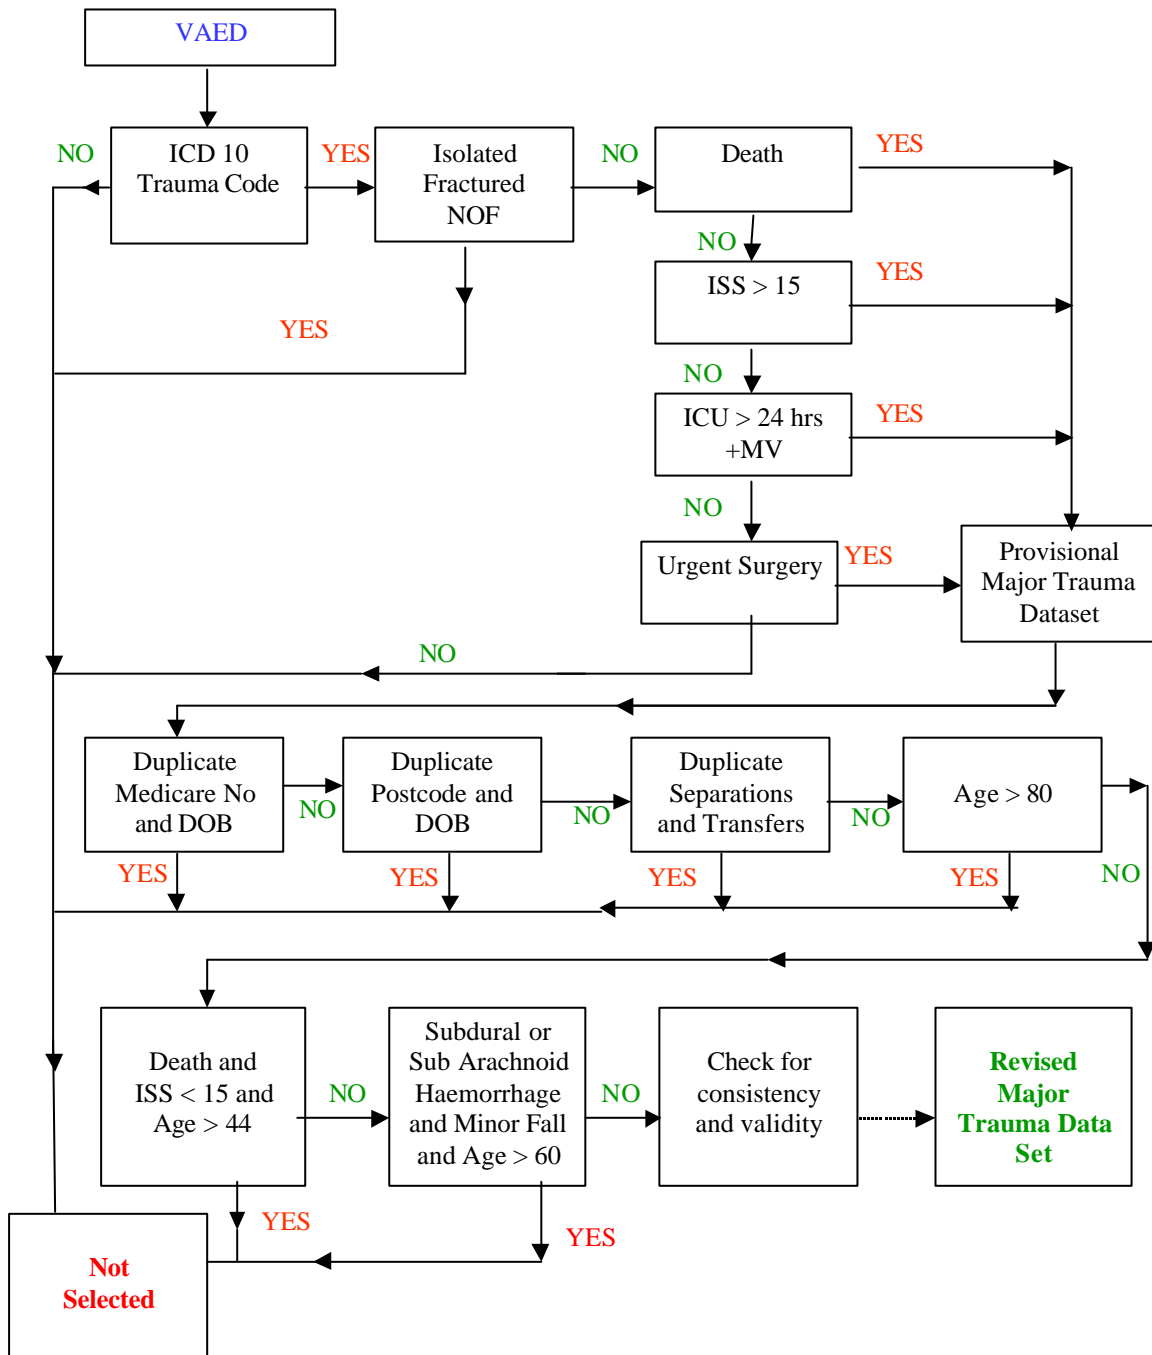 VAED
NO
ICD 10
Trauma Code
YES
Isolated
Fractured
NOF
NO
Death
YES
NO
ISS > 15
YES
YES
NO
ICU > 24 hrs
+MV
YES
NO
Urgent Surgery
YES
Provisional
Major Trauma
Dataset
NO
Duplicate
Medicare No
and DOB
NO
Duplicate
Postcode and
DOB
NO
Duplicate
Separations
and Transfers
NO
Age > 80
NO
YES
YES
YES
YES
Death and
ISS < 15 and
Age > 44
NO
Subdural or
Sub Arachnoid
Haemorrhage
and Minor Fall
and Age > 60
NO
Check for
consistency
and validity
Revised
Major
Trauma Data
Set
YES
YES
Not
Selected